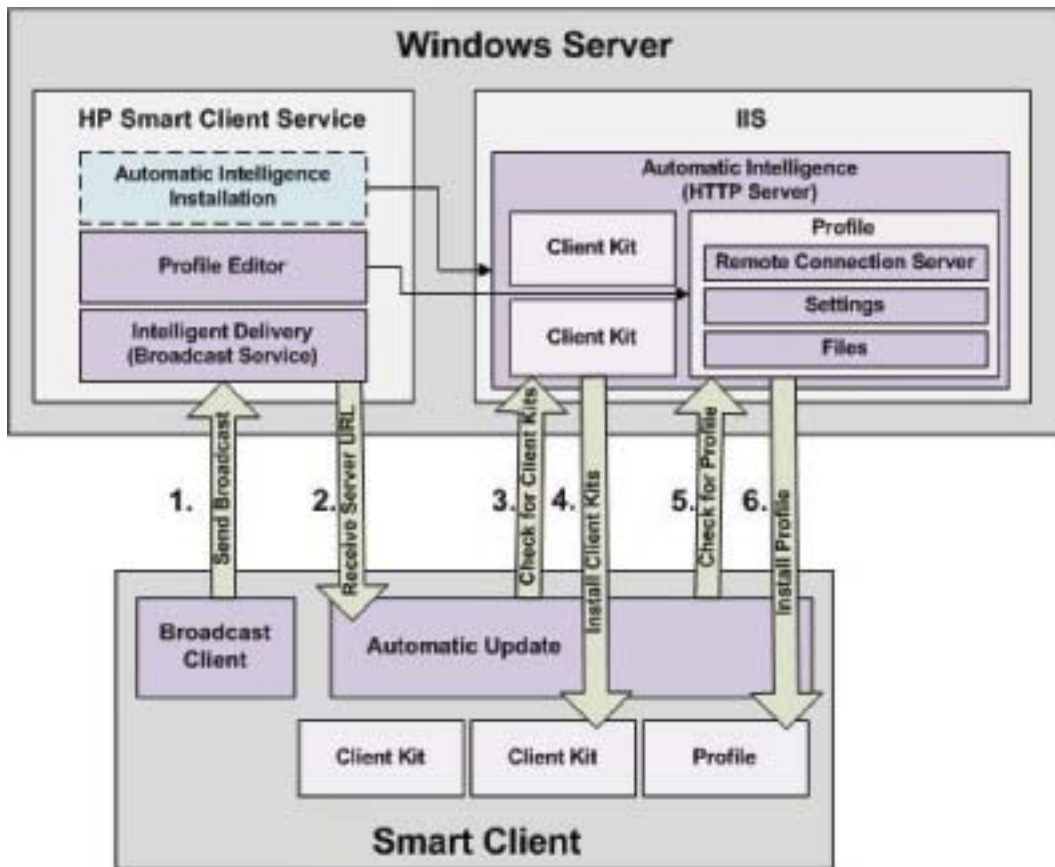 Windows Server
HP Smart Client Service
Automatic Intelligence
Installation
Profile Editor
Intelligent Delivery
(Broadcast Service)
IIS
Automatic Intelligence
(HTTP Server)
Client Kit
Client Kit
Profile
Remote Connection Server
Settings
Files
1.
Send Broadcast
2.
Receive Server URL
3.
Check for Client Kits
4.
Install Client Kits
5.
Check for Profile
6.
Install Profile
Broadcast
Client
Automatic Update
Client Kit
Client Kit
Profile
Smart Client